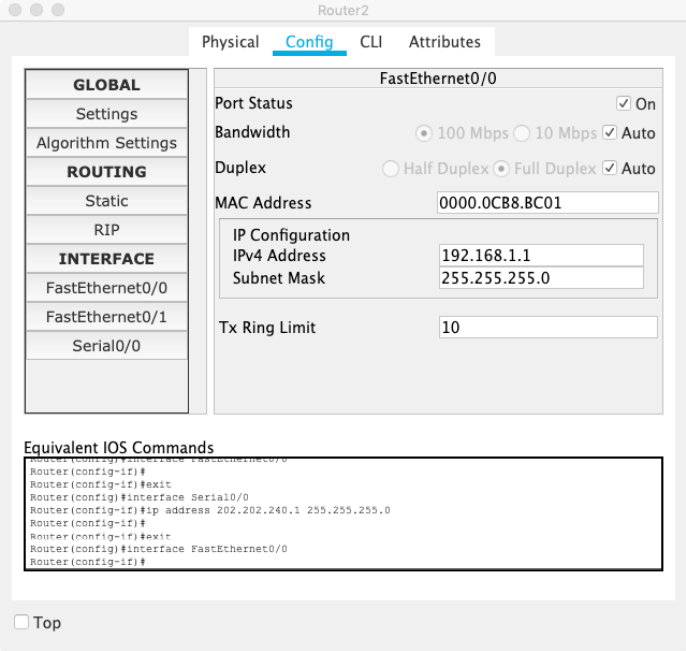 Router2
Physical Config CLI Attributes
GLOBAL
Settings
Algorithm Settings
ROUTING
Static
RIP
INTERFACE
FastEthernet0/0
FastEthernet0/1
Serial0/0
FastEthernet0/0
Port Status On
Bandwidth 100 Mbps 10 Mbps Auto
Duplex Half Duplex Full Duplex Auto
MAC Address 0000.0CB8.BC01
IP Configuration
IPv4 Address 192.168.1.1
Subnet Mask 255.255.255.0
Tx Ring Limit 10
Equivalent IOS Commands
Router(config)#interface FastEthernet0/0
Router(config-if)#
Router(config-if)#exit
Router(config)#interface Serial0/0
Router(config-if)#ip address 202.202.240.1 255.255.255.0
Router(config-if)#
Router(config-if)#exit
Router(config)#interface FastEthernet0/0
Router(config-if)#
Top